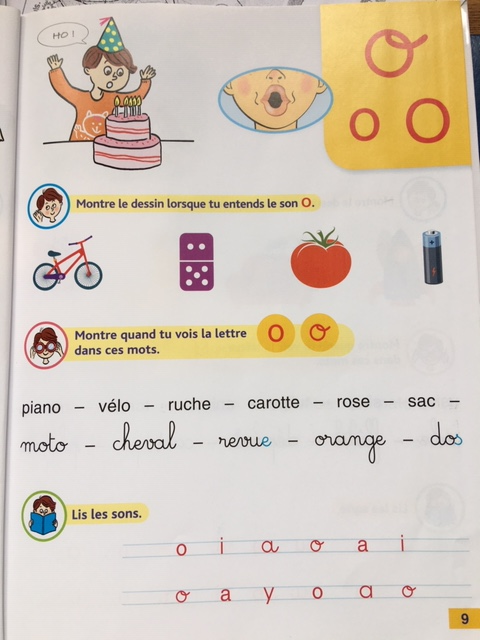 HO !
o
o O
Montre le dessin lorsque tu entends le son o.
Montre quand tu vois la lettre o o
dans ces mots.
piano – vélo – ruche – carotte – rose – sac –
moto – cheval – revue – orange – dos
Lis les sons.
o i a o a i
o a y o a o
9